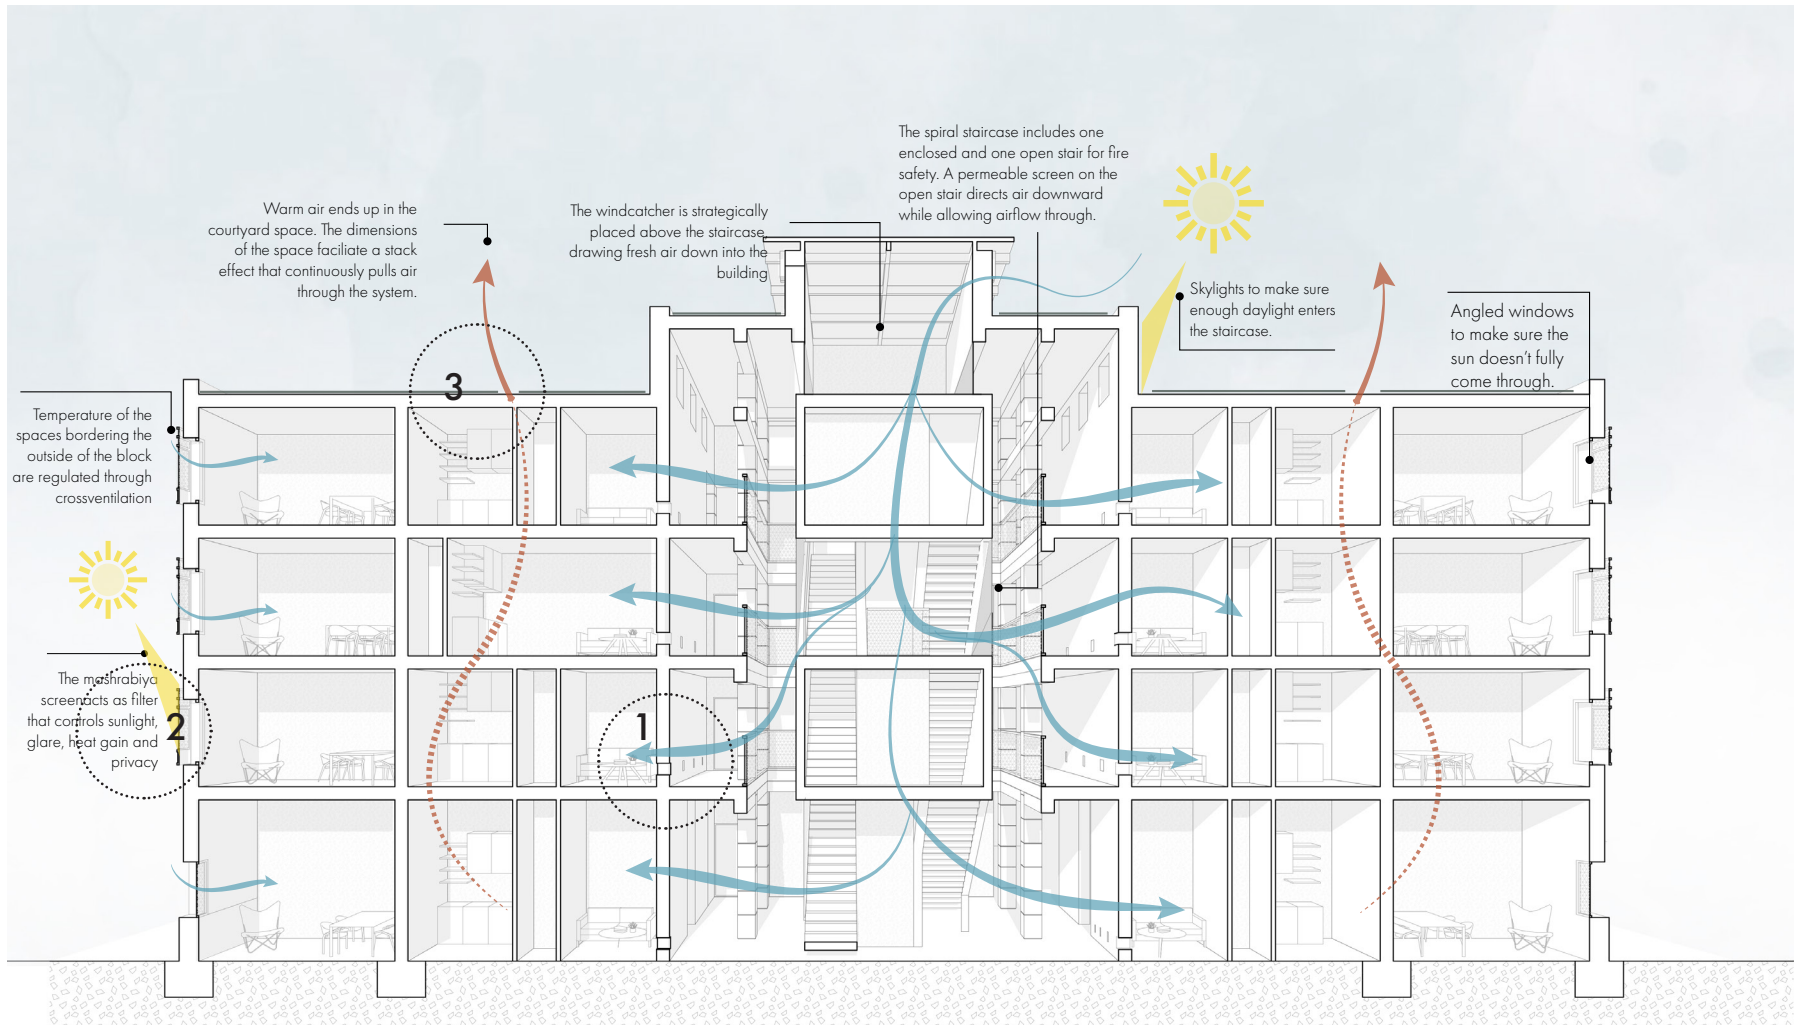 The spiral staircase includes one
enclosed and one open stair for fire
safety. A permeable screen on the
open stair directs air downward
while allowing airflow through.
Warm air ends up in the
courtyard space. The dimensions
of the space faciliate a stack
effect that continuously pulls air
through the system.
The windcatcher is strategically
placed above the staircase,
drawing fresh air down into the
building
Skylights to make sure
enough daylight enters
the staircase.
Angled windows
to make sure the
sun doesn't fully
come through.
3
Temperature of the
spaces bordering the
outside of the block
are regulated through
crossventilation
The mashrabiya
screenacts as filter
that controls sunlight,
glare, heat gain and
privacy
2
1